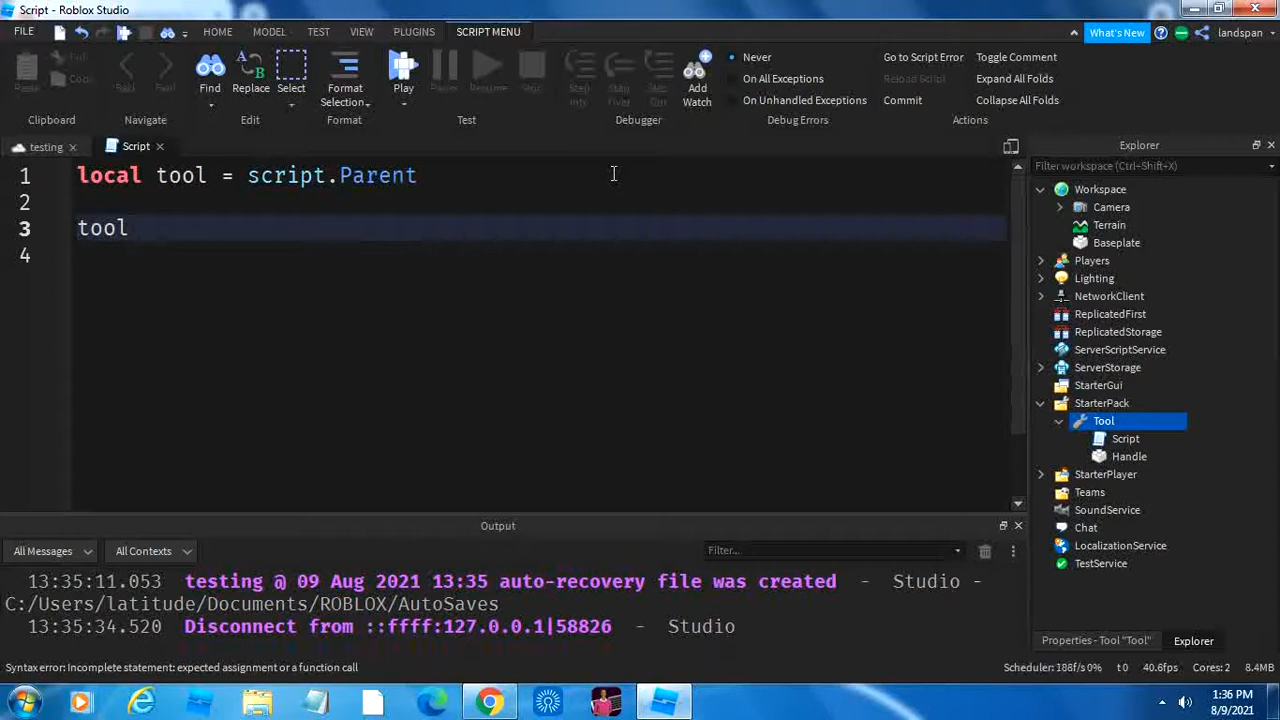 Script - Roblox Studio
FILE HOME MODEL TEST VIEW PLUGINS SCRIPT MENU What's New landspan
Find Replace Select Format Selection Play Add Watch
Never Go to Script Error Toggle Comment
On All Exceptions Reload Script Expand All Folds
On Unhandled Exceptions Commit Collapse All Folds
Clipboard Navigate Edit Format Test Debugger Debug Errors Actions
testing Script
Explorer
Filter workspace (Ctrl+Shift+X)
1 local tool = script.Parent
2
3 tool
4
Workspace
Camera
Terrain
Baseplate
Players
Lighting
NetworkClient
ReplicatedFirst
ReplicatedStorage
ServerScriptService
ServerStorage
StarterGui
StarterPack
Tool
Script
Handle
StarterPlayer
Teams
SoundService
Chat
LocalizationService
TestService
Properties - Tool "Tool" Explorer
Output
All Messages All Contexts Filter...
13:35:11.053 testing @ 09 Aug 2021 13:35 auto-recovery file was created - Studio -
C:/Users/latitude/Documents/ROBLOX/AutoSaves
13:35:34.520 Disconnect from ::ffff:127.0.0.1|58826 - Studio
Syntax error: Incomplete statement: expected assignment or a function call
Scheduler: 188f/s 0% t 0 40.6fps Cores: 2 8.4MB
1:36 PM
8/9/2021